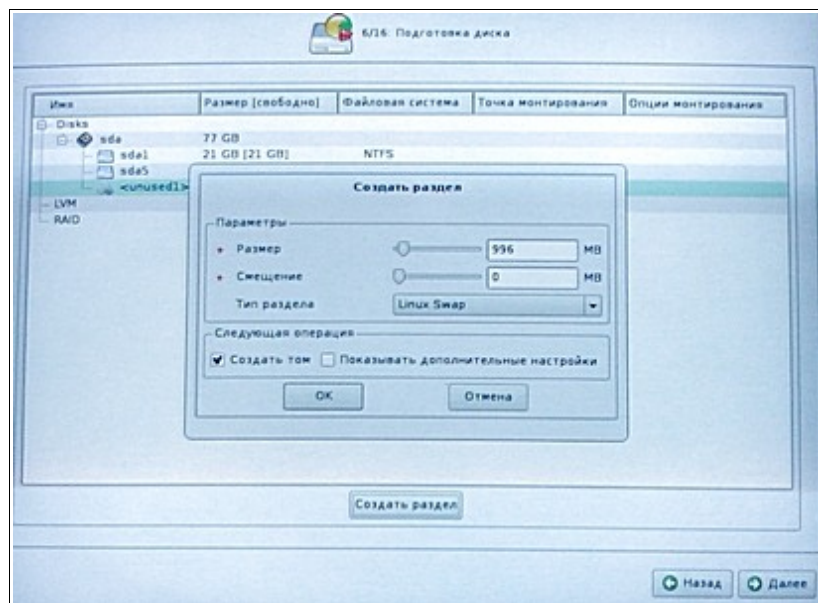 6/16: Подготовка диска
Имя Размер [свободно] Файловая система Точка монтирования Опции монтирования
Disks
sda 77 GB
sda1 21 GB [21 GB] NTFS
sda5
<unused1>
LVM
RAID
Создать раздел
Параметры
* Размер 996 MB
* Смещение 0 MB
Тип раздела Linux Swap
Следующая операция
Создать том Показывать дополнительные настройки
OK Отмена
Создать раздел
Назад Далее